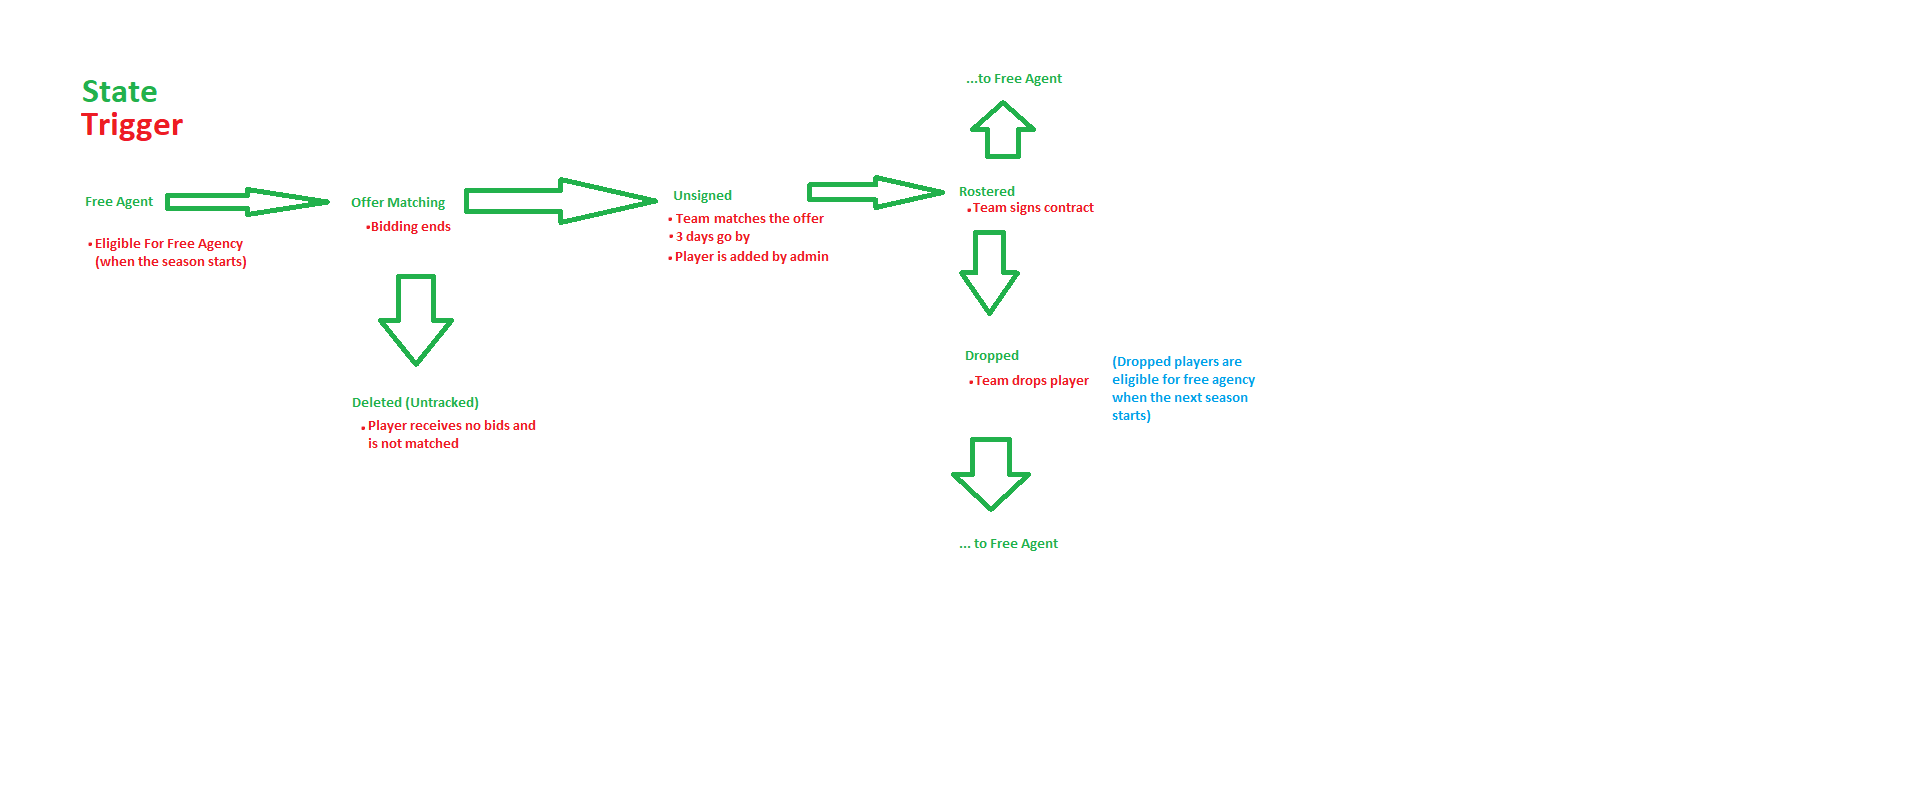 State
Trigger
Free Agent
• Eligible For Free Agency
(when the season starts)
Offer Matching
•Bidding ends
Deleted (Untracked)
• Player receives no bids and
is not matched
Unsigned
• Team matches the offer
• 3 days go by
• Player is added by admin
...to Free Agent
Rostered
•Team signs contract
Dropped
•Team drops player
(Dropped players are
eligible for free agency
when the next season
starts)
... to Free Agent